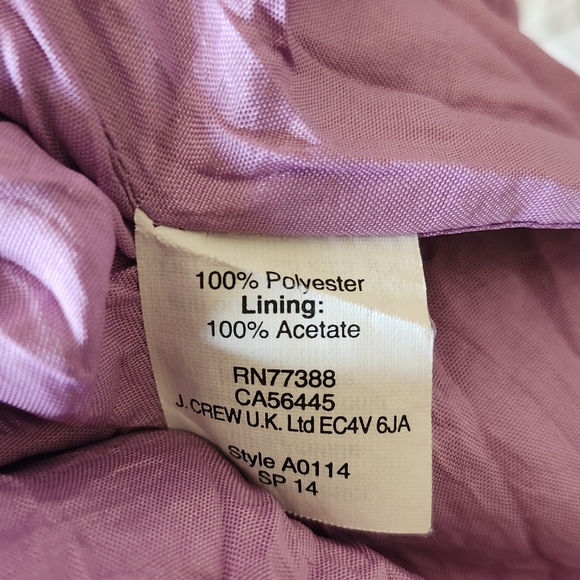 100% Polyester
Lining:
100% Acetate
RN77388
CA56445
J. CREW U.K. Ltd EC4V 6JA
Style A0114
SP 14